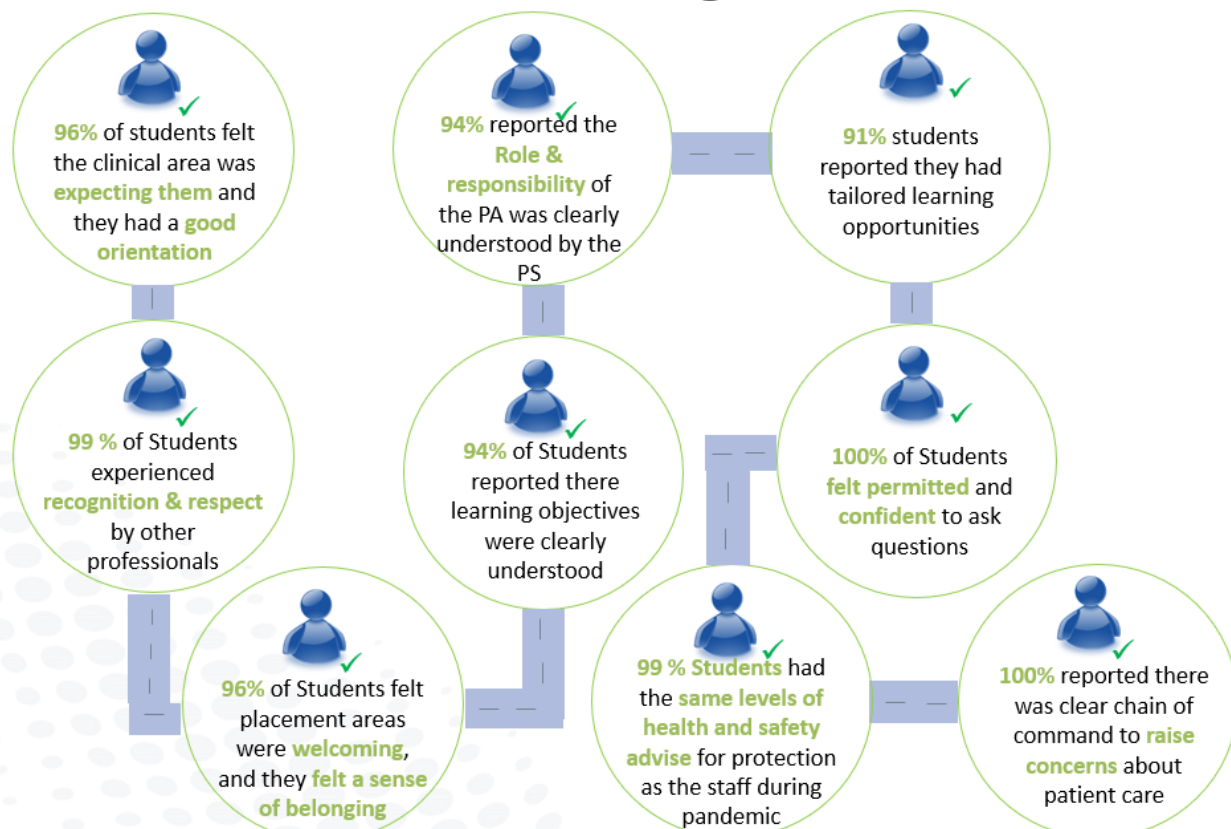 96% of students felt
the clinical area was
expecting them and
they had a good
orientation
99 % of Students
experienced
recognition & respect
by other
professionals
96% of Students felt
placement areas
were welcoming,
and they felt a sense
of belonging
94% of Students
reported there
learning objectives
were clearly
understood
94% reported the
Role &
responsibility of
the PA was clearly
understood by the
PS
91% students
reported they had
tailored learning
opportunities
100% of Students
felt permitted and
confident to ask
questions
99 % Students had
the same levels of
health and safety
advise for protection
as the staff during
pandemic
100% reported there
was clear chain of
command to raise
concerns about
patient care